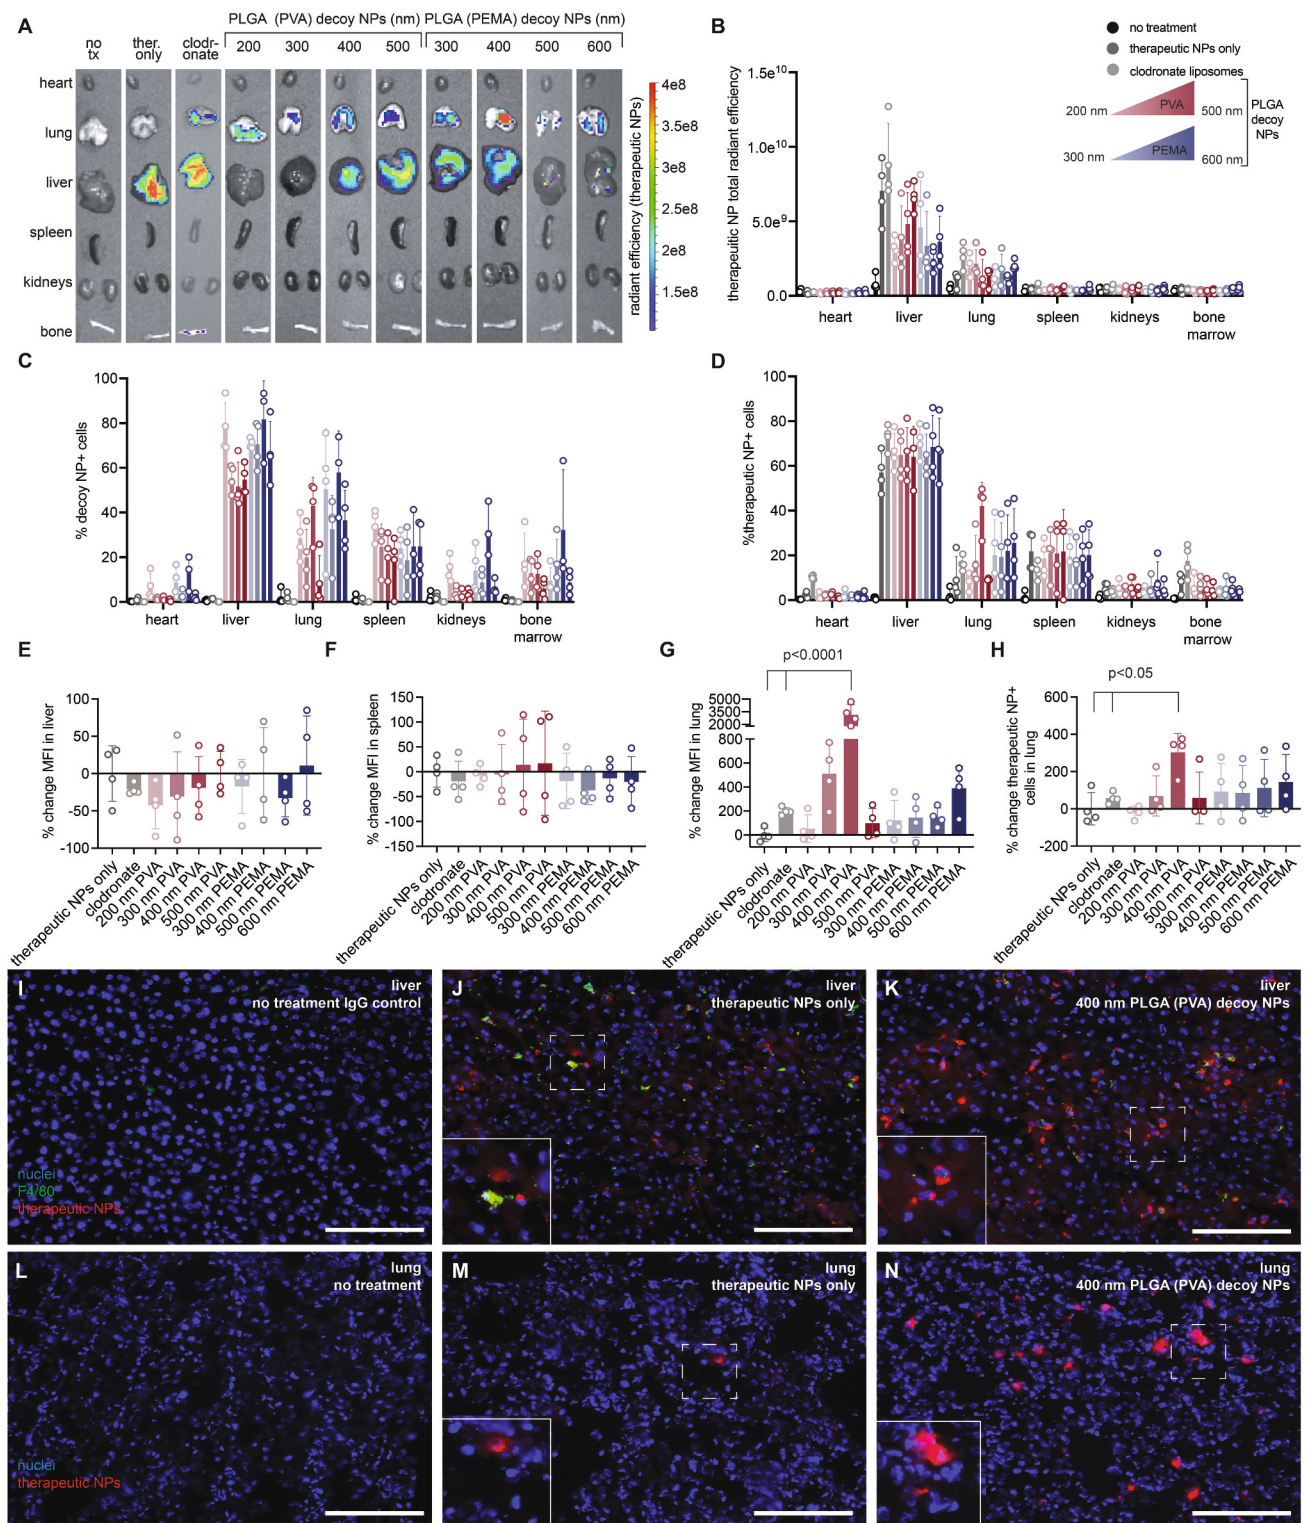 A
PLGA (PVA) decoy NPs (nm)
PLGA (PEMA) decoy NPs (nm)
no tx
ther. only
clodr-onate
200 300 400 500 300 400 500 600
heart
lung
liver
spleen
kidneys
bone
4e8
3.5e8
3e8
2.5e8
2e8
1.5e8
radiant efficiency (therapeutic NPs)
B
no treatment
therapeutic NPs only
clodronate liposomes
200 nm PVA 500 nm
300 nm PEMA 600 nm
PLGA decoy NPs
therapeuitic NP total radiant efficiency
1.5e10
1.0e10
5.0e9
0.0
heart liver lung spleen kidneys bone marrow
C
% decoy NP+ cells
100
80
60
40
20
0
heart liver lung spleen kidneys bone marrow
D
%therapeutic NP+ cells
100
80
60
40
20
0
heart liver lung spleen kidneys bone marrow
E
% change MFI in liver
100
50
0
-50
-100
therapeutic NPs only
clodronate
200 nm PVA
300 nm PVA
400 nm PVA
500 nm PVA
300 nm PEMA
400 nm PEMA
500 nm PEMA
600 nm PEMA
F
% change MFI in spleen
150
100
50
0
-50
-100
-150
therapeutic NPs only
clodronate
200 nm PVA
300 nm PVA
400 nm PVA
500 nm PVA
300 nm PEMA
400 nm PEMA
500 nm PEMA
600 nm PEMA
G
p<0.0001
% change MFI in lung
5000
3500
2000
800
600
400
200
0
therapeutic NPs only
clodronate
200 nm PVA
300 nm PVA
400 nm PVA
500 nm PVA
300 nm PEMA
400 nm PEMA
500 nm PEMA
600 nm PEMA
H
p<0.05
% change therapeutic NP+ cells in lung
600
400
200
0
-200
therapeutic NPs only
clodronate
200 nm PVA
300 nm PVA
400 nm PVA
500 nm PVA
300 nm PEMA
400 nm PEMA
500 nm PEMA
600 nm PEMA
I
liver
no treatment IgG control
nuclei
F4/80
therapeutic NPs
J
liver
therapeutic NPs only
K
liver
400 nm PLGA (PVA) decoy NPs
L
lung
no treatment
nuclei
therapeutic NPs
M
lung
therapeutic NPs only
N
lung
400 nm PLGA (PVA) decoy NPs